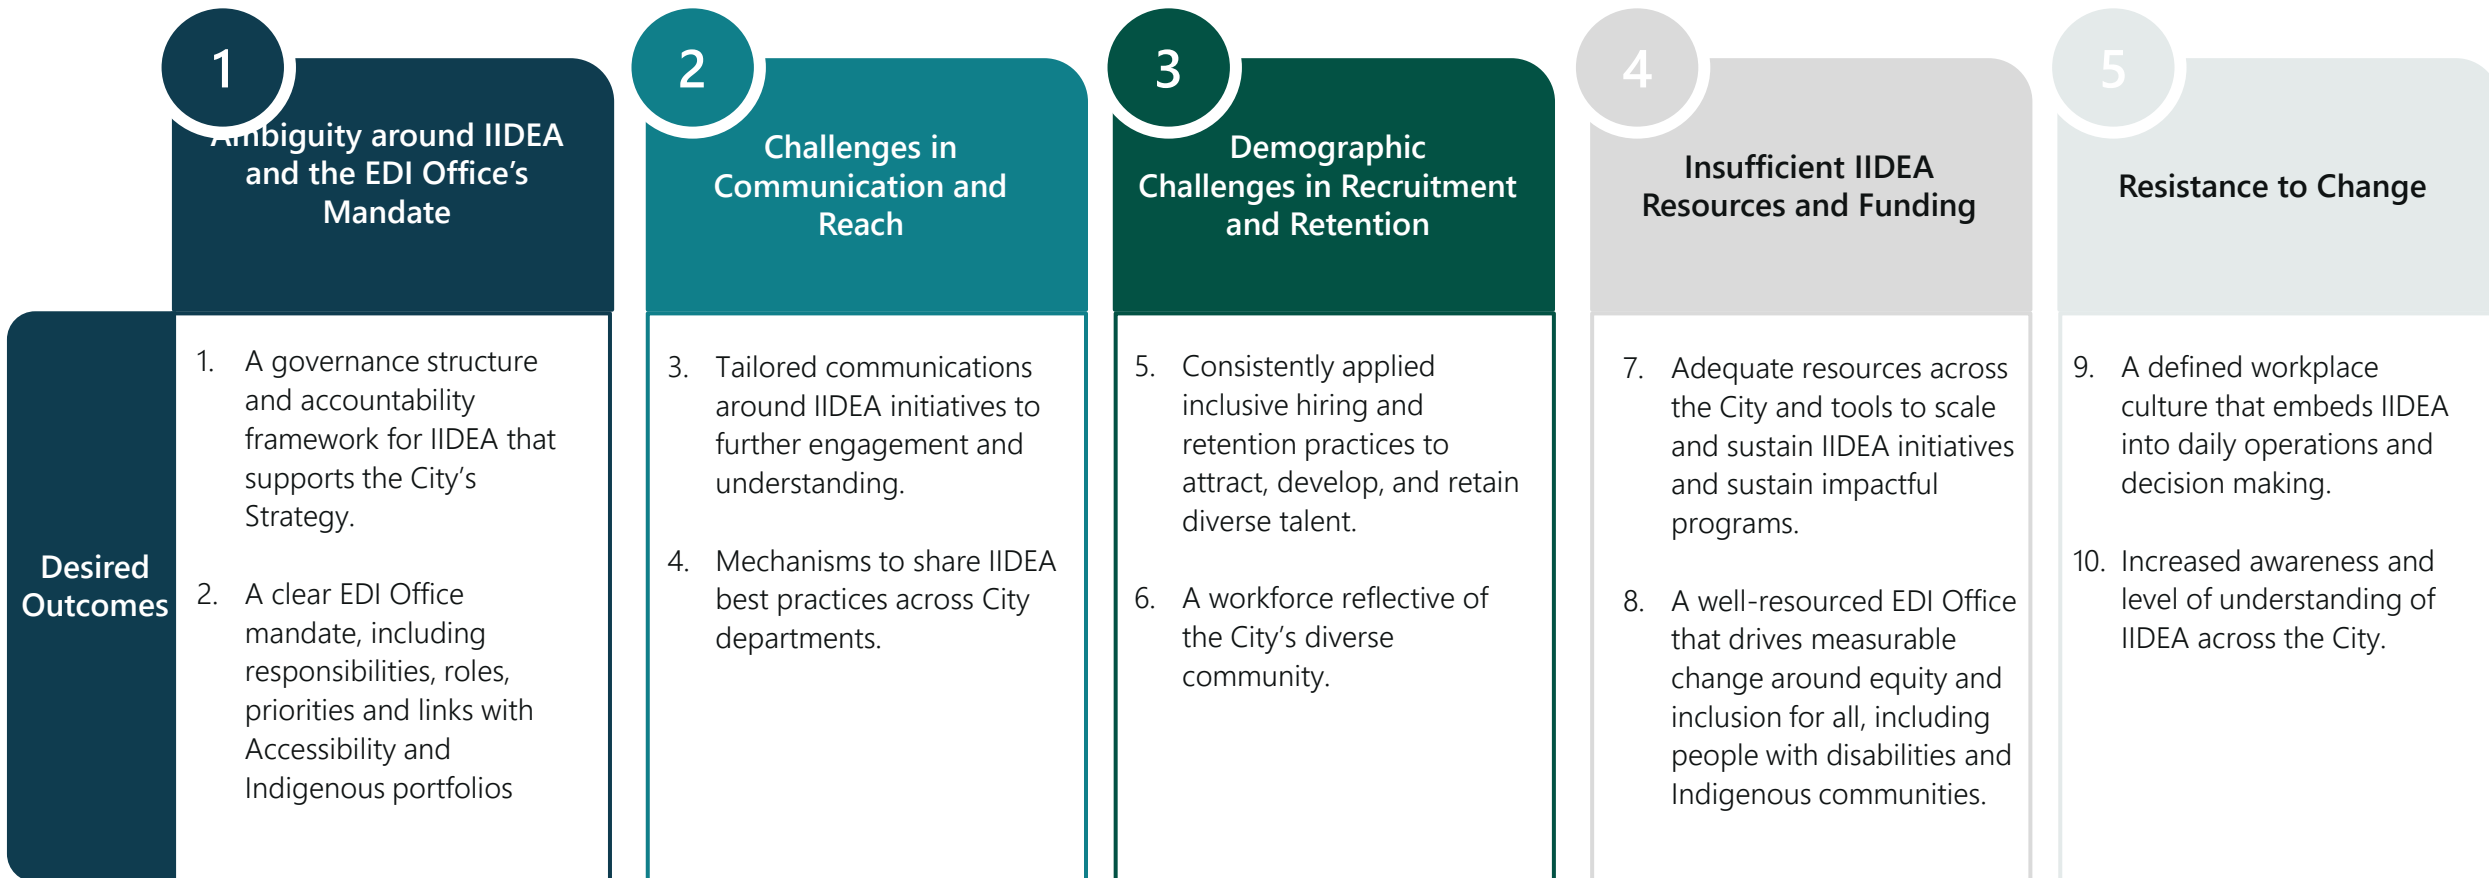 1
Ambiguity around IIDEA
and the EDI Office's
Mandate
2
Challenges in
Communication and
Reach
3
Demographic
Challenges in Recruitment
and Retention
4
Insufficient IIDEA
Resources and Funding
5
Resistance to Change
Desired
Outcomes
1. A governance structure
and accountability
framework for IIDEA that
supports the City's
Strategy.
2. A clear EDI Office
mandate, including
responsibilities, roles,
priorities and links with
Accessibility and
Indigenous portfolios
3. Tailored communications
around IIDEA initiatives to
further engagement and
understanding.
4. Mechanisms to share IIDEA
best practices across City
departments.
5. Consistently applied
inclusive hiring and
retention practices to
attract, develop, and retain
diverse talent.
6. A workforce reflective of
the City's diverse
community.
7. Adequate resources across
the City and tools to scale
and sustain IIDEA initiatives
and sustain impactful
programs.
8. A well-resourced EDI Office
that drives measurable
change around equity and
inclusion for all, including
people with disabilities and
Indigenous communities.
9. A defined workplace
culture that embeds IIDEA
into daily operations and
decision making.
10. Increased awareness and
level of understanding of
IIDEA across the City.